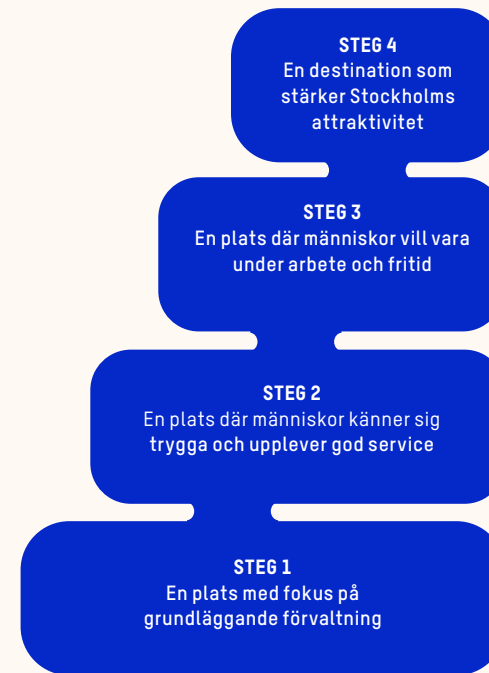 STEG 4
En destination som
stärker Stockholms
attraktivitet
STEG 3
En plats där människor vill vara
under arbete och fritid
STEG 2
En plats där människor känner sig
trygga och upplever god service
STEG 1
En plats med fokus på
grundläggande förvaltning